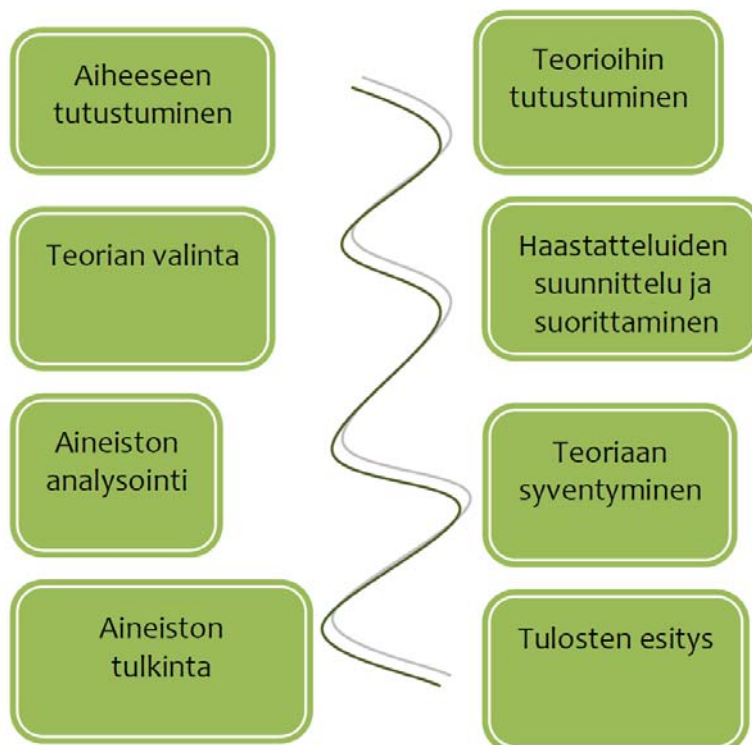 Aiheeseen
tutustuminen
Teorioihin
tutustuminen
Teorian valinta
Haastatteluiden
suunnittelu ja
suorittaminen
Aineiston
analysointi
Teoriaan
syventyminen
Aineiston
tulkinta
Tulosten esitys